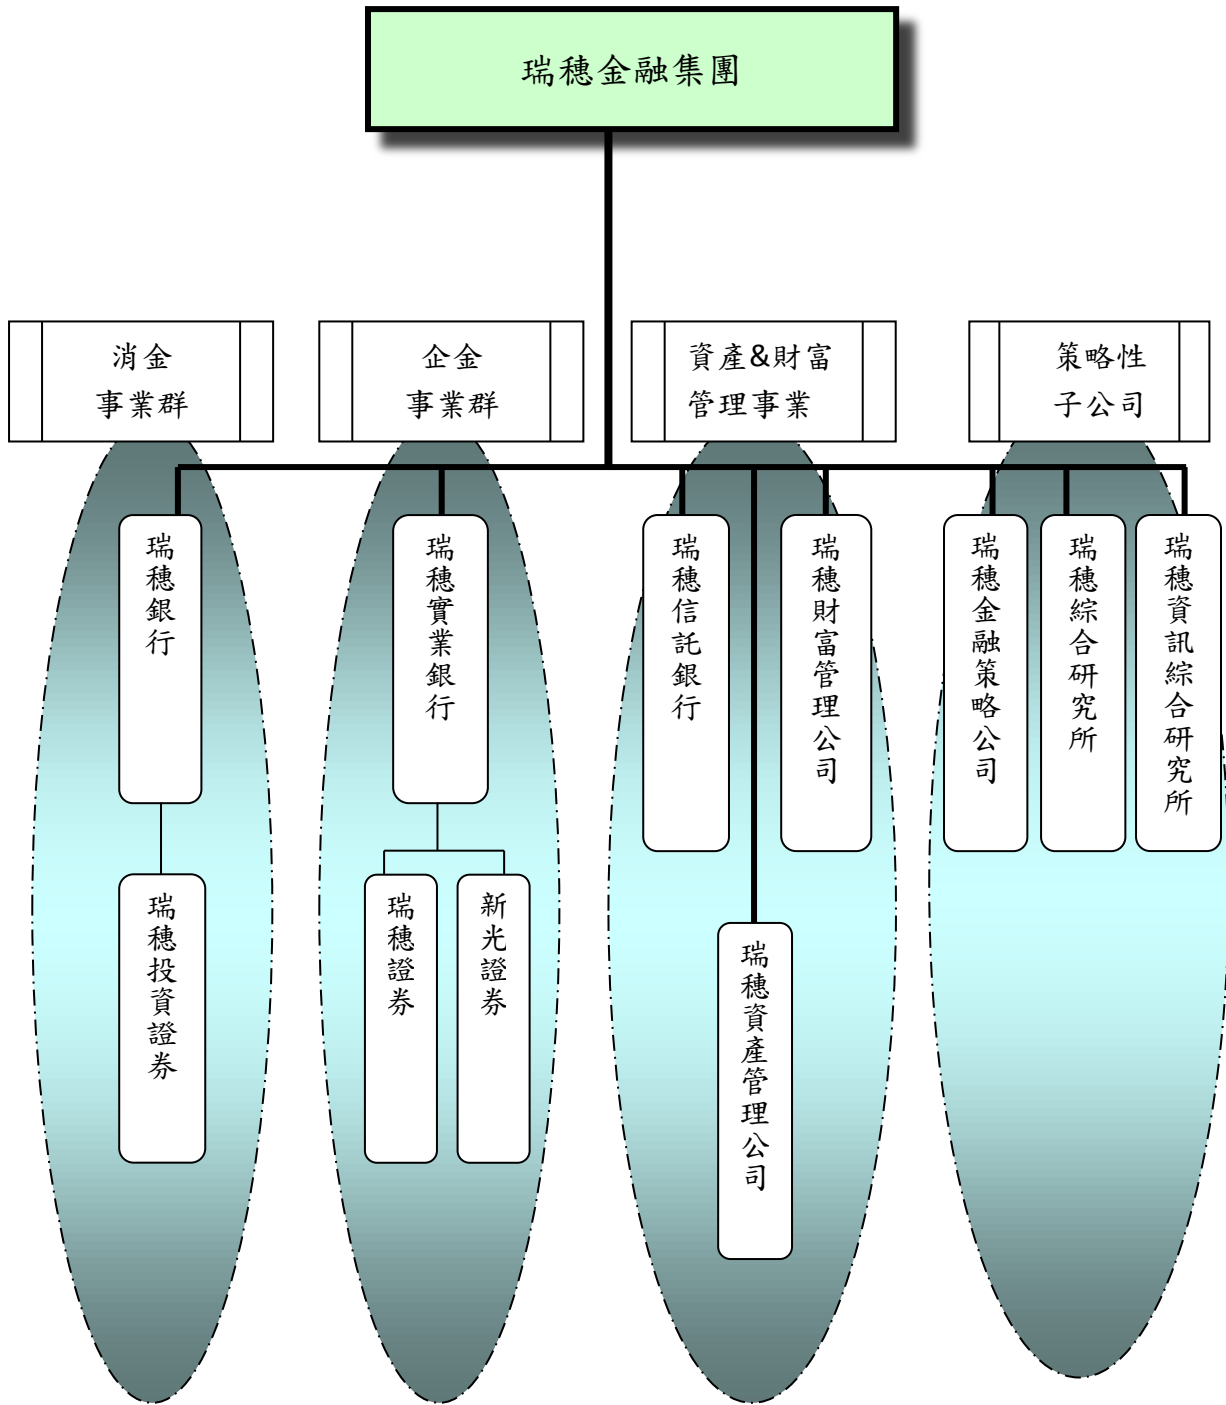 瑞穗金融集團
消金
事業群
企金
事業群
資產&財富
管理事業
策略性
子公司
瑞穗銀行
瑞穗實業銀行
瑞穗信託銀行
瑞穗財富管理公司
瑞穗金融策略公司
瑞穗綜合研究所
瑞穗資訊綜合研究所
瑞穗投資證券
瑞穗證券
新光證券
瑞穗資產管理公司